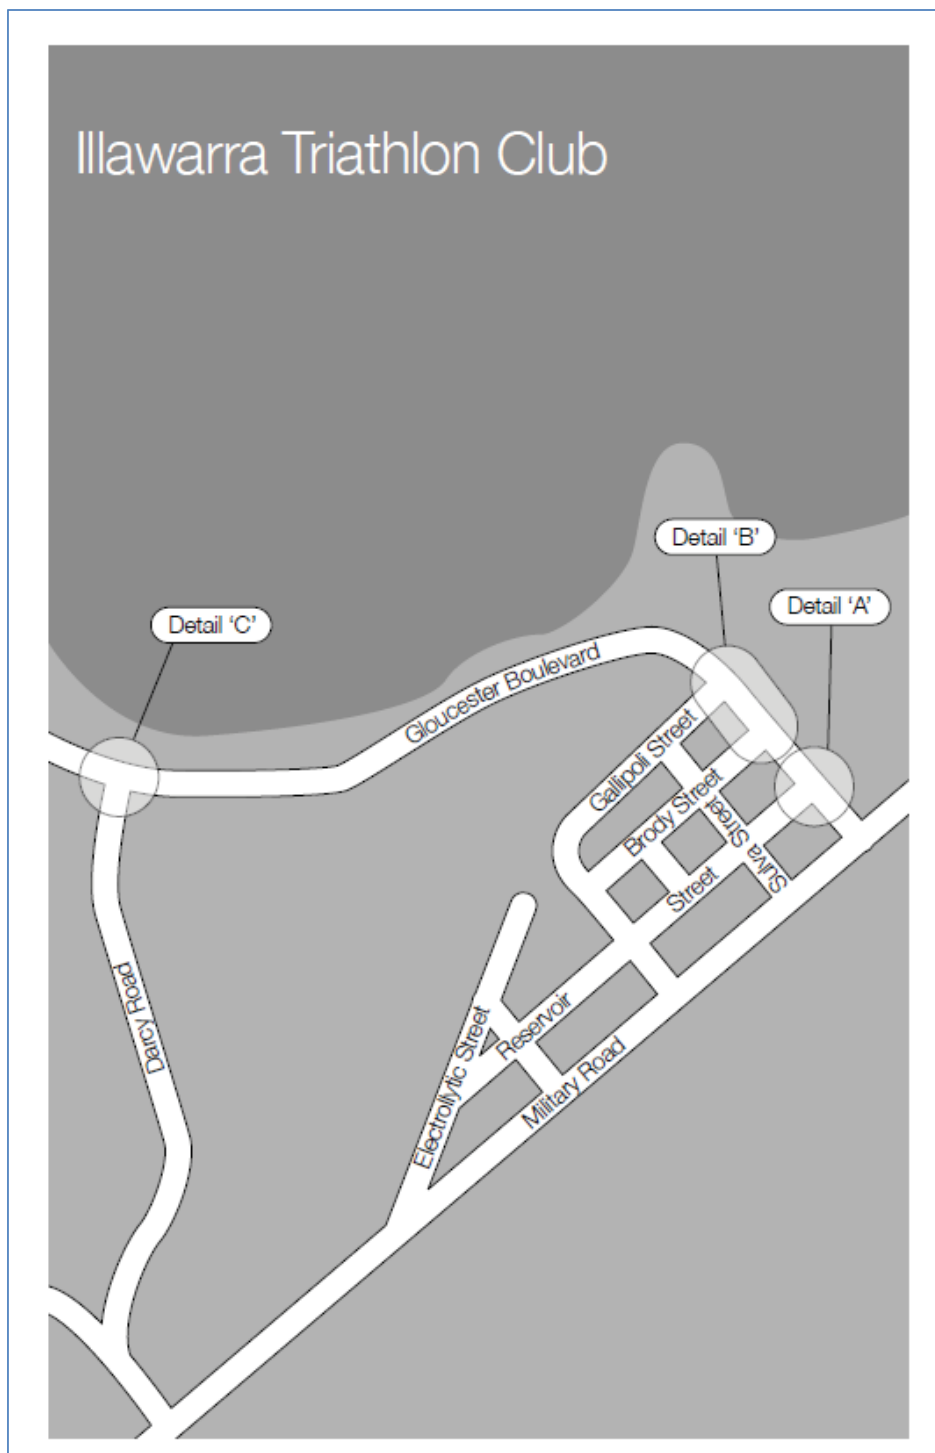 Illawarra Triathlon Club
Detail ‘B’
Detail ‘A’
Detail ‘C’
Gloucester Boulevard
Gallipoli Street
Brody Street
Sulva Street
Street
Reservoir
Darcy Road
Electrollytic Street
Military Road